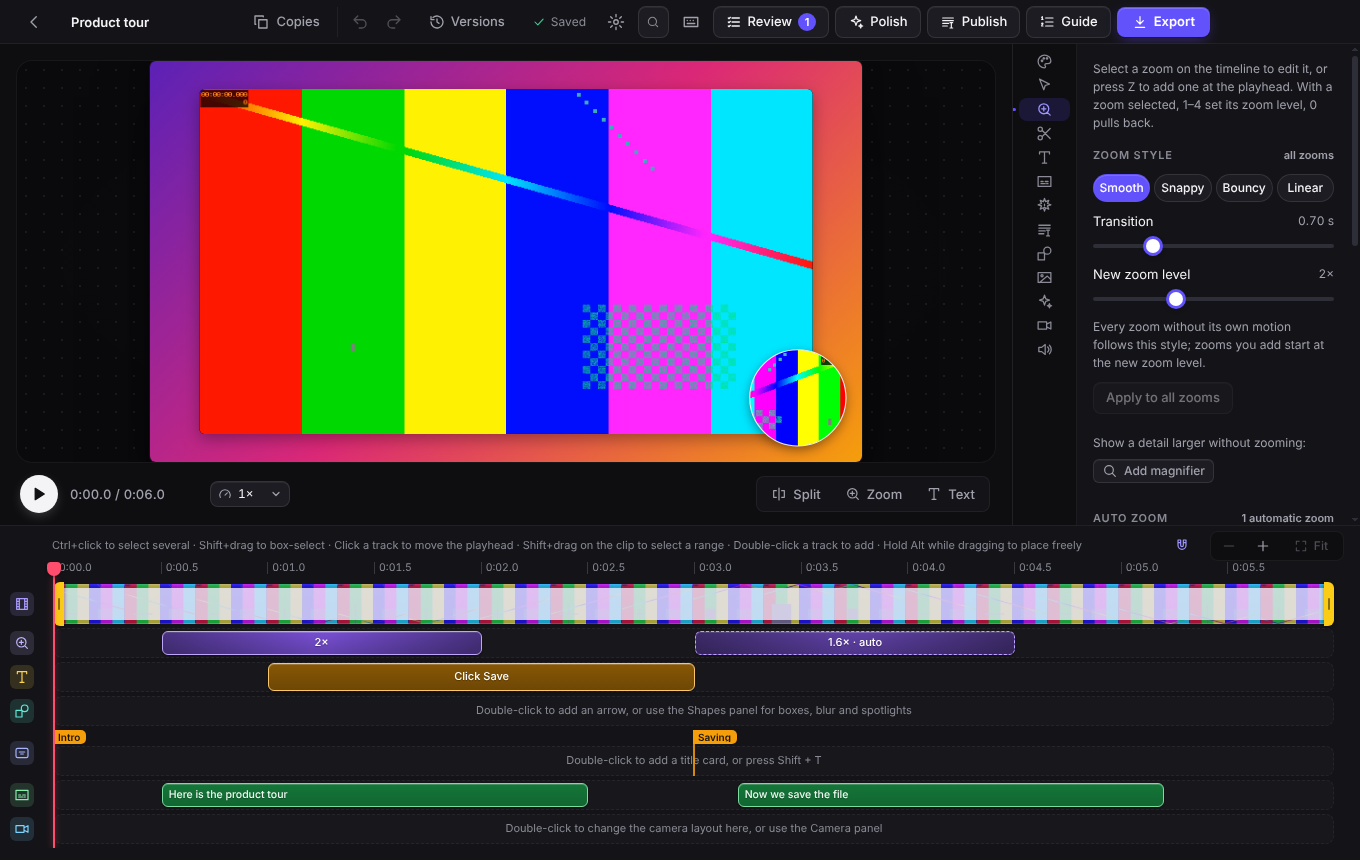 Product tour
Copies
Versions
Saved
Review 1
Polish
Publish
Guide
Export
00:00:00.000
0
Select a zoom on the timeline to edit it, or
press Z to add one at the playhead. With a
zoom selected, 1–4 set its zoom level, 0
pulls back.
ZOOM STYLE all zooms
Smooth Snappy Bouncy Linear
Transition 0.70 s
New zoom level 2×
Every zoom without its own motion
follows this style; zooms you add start at
the new zoom level.
Apply to all zooms
Show a detail larger without zooming:
Add magnifier
AUTO ZOOM 1 automatic zoom
0:00.0 / 0:06.0
1×
Split Zoom Text
Ctrl+click to select several · Shift+drag to box-select · Click a track to move the playhead · Shift+drag on the clip to select a range · Double-click a track to add · Hold Alt while dragging to place freely
Fit
0:00.0 0:00.5 0:01.0 0:01.5 0:02.0 0:02.5 0:03.0 0:03.5 0:04.0 0:04.5 0:05.0 0:05.5
2× 1.6× · auto
Click Save
Double-click to add an arrow, or use the Shapes panel for boxes, blur and spotlights
Intro Saving
Double-click to add a title card, or press Shift + T
Here is the product tour Now we save the file
Double-click to change the camera layout here, or use the Camera panel